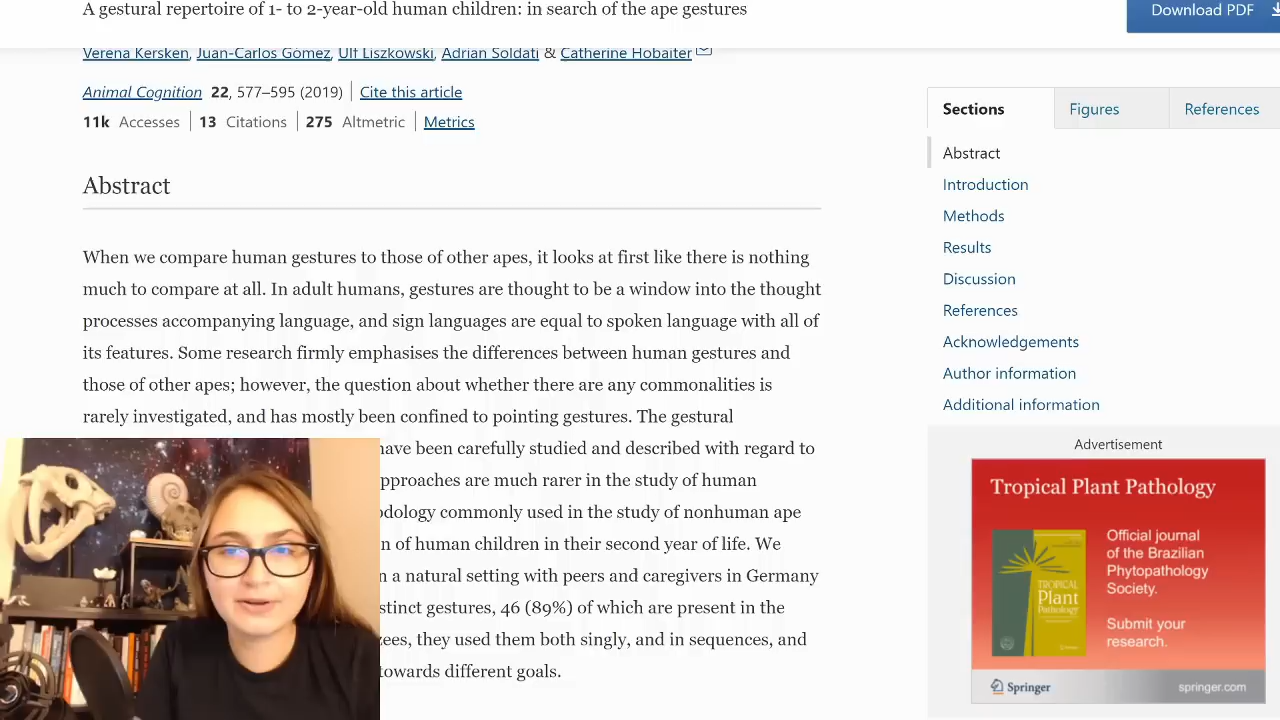 A gestural repertoire of 1- to 2-year-old human children: in search of the ape gestures
Download PDF
Verena Kersken, Juan-Carlos Gómez, Ulf Liszkowski, Adrian Soldati & Catherine Hobaiter
Animal Cognition 22, 577–595 (2019) | Cite this article
11k Accesses | 13 Citations | 275 Altmetric | Metrics
Abstract
When we compare human gestures to those of other apes, it looks at first like there is nothing
much to compare at all. In adult humans, gestures are thought to be a window into the thought
processes accompanying language, and sign languages are equal to spoken language with all of
its features. Some research firmly emphasises the differences between human gestures and
those of other apes; however, the question about whether there are any commonalities is
rarely investigated, and has mostly been confined to pointing gestures. The gestural
have been carefully studied and described with regard to
pproaches are much rarer in the study of human
odology commonly used in the study of nonhuman ape
n of human children in their second year of life. We
n a natural setting with peers and caregivers in Germany
stinct gestures, 46 (89%) of which are present in the
zees, they used them both singly, and in sequences, and
towards different goals.
Sections
Figures
References
Abstract
Introduction
Methods
Results
Discussion
References
Acknowledgements
Author information
Additional information
Advertisement
Tropical Plant Pathology
TROPICAL
Plant
Pathology
Official journal
of the Brazilian
Phytopathology
Society.
Submit your
research.
Springer
springer.com